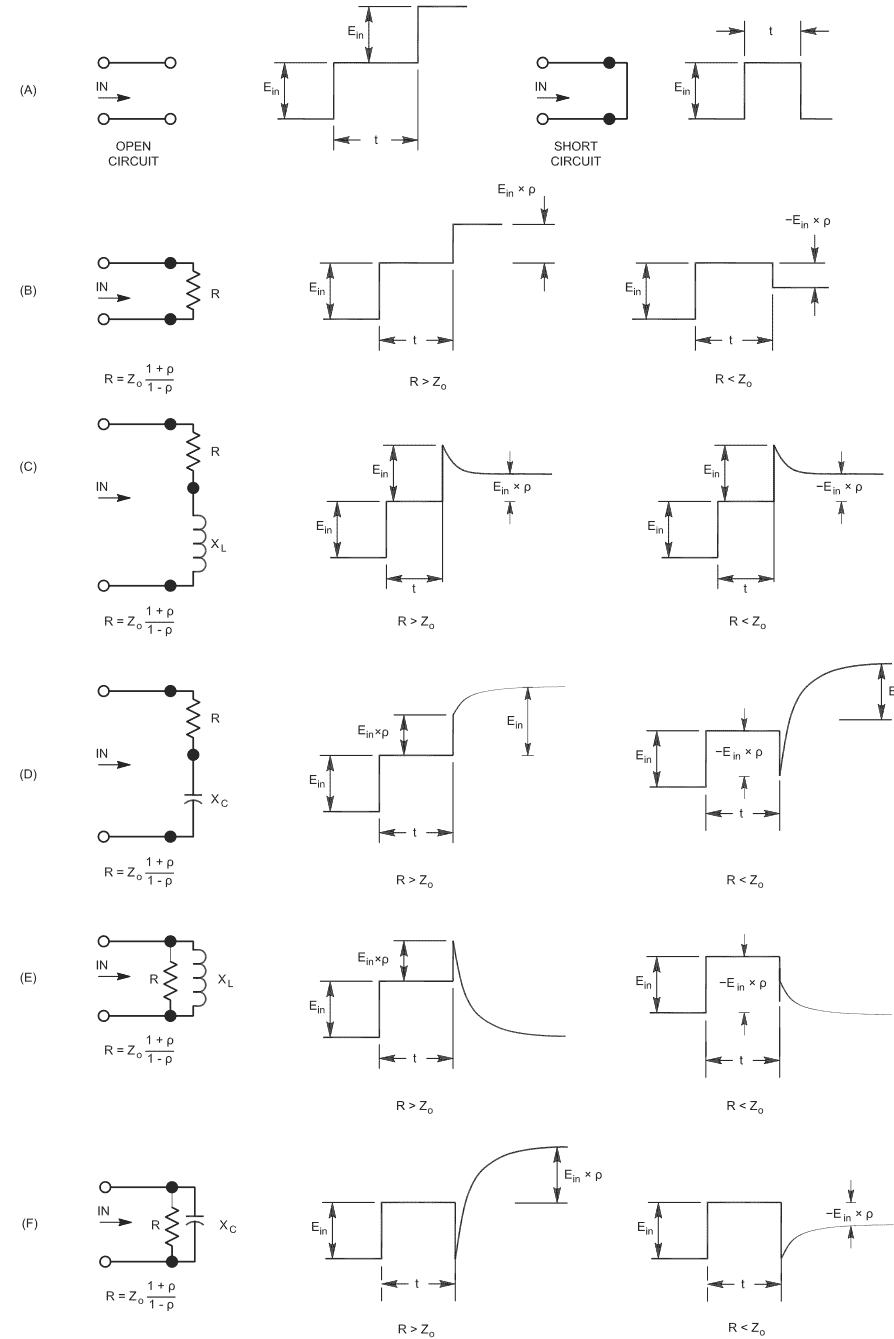 (A)
IN
OPEN
CIRCUIT
E_in
E_in
t
IN
SHORT
CIRCUIT
E_in
t
(B)
IN
R
R = Z_o (1 + ρ)/(1 - ρ)
E_in
E_in × ρ
t
R > Z_o
E_in
−E_in × ρ
t
R < Z_o
(C)
IN
R
X_L
R = Z_o (1 + ρ)/(1 - ρ)
E_in
E_in
E_in × ρ
t
R > Z_o
E_in
E_in
−E_in × ρ
t
R < Z_o
(D)
IN
R
X_C
R = Z_o (1 + ρ)/(1 - ρ)
E_in×ρ
E_in
E_in
t
R > Z_o
E_in
−E_in × ρ
E
t
R < Z_o
(E)
IN
R
X_L
R = Z_o (1 + ρ)/(1 - ρ)
E_in×ρ
E_in
t
R > Z_o
E_in
−E_in × ρ
t
R < Z_o
(F)
IN
R
X_C
R = Z_o (1 + ρ)/(1 - ρ)
E_in
E_in × ρ
t
R > Z_o
E_in
−E_in × ρ
t
R < Z_o